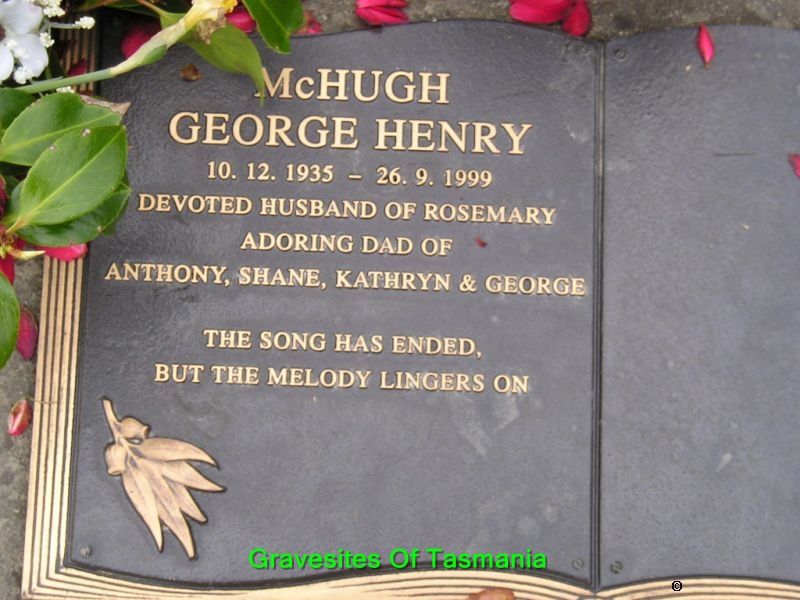 McHUGH
GEORGE HENRY
10. 12. 1935 – 26. 9. 1999
DEVOTED HUSBAND OF ROSEMARY
ADORING DAD OF
ANTHONY, SHANE, KATHRYN & GEORGE
THE SONG HAS ENDED,
BUT THE MELODY LINGERS ON
Gravesites Of Tasmania
©